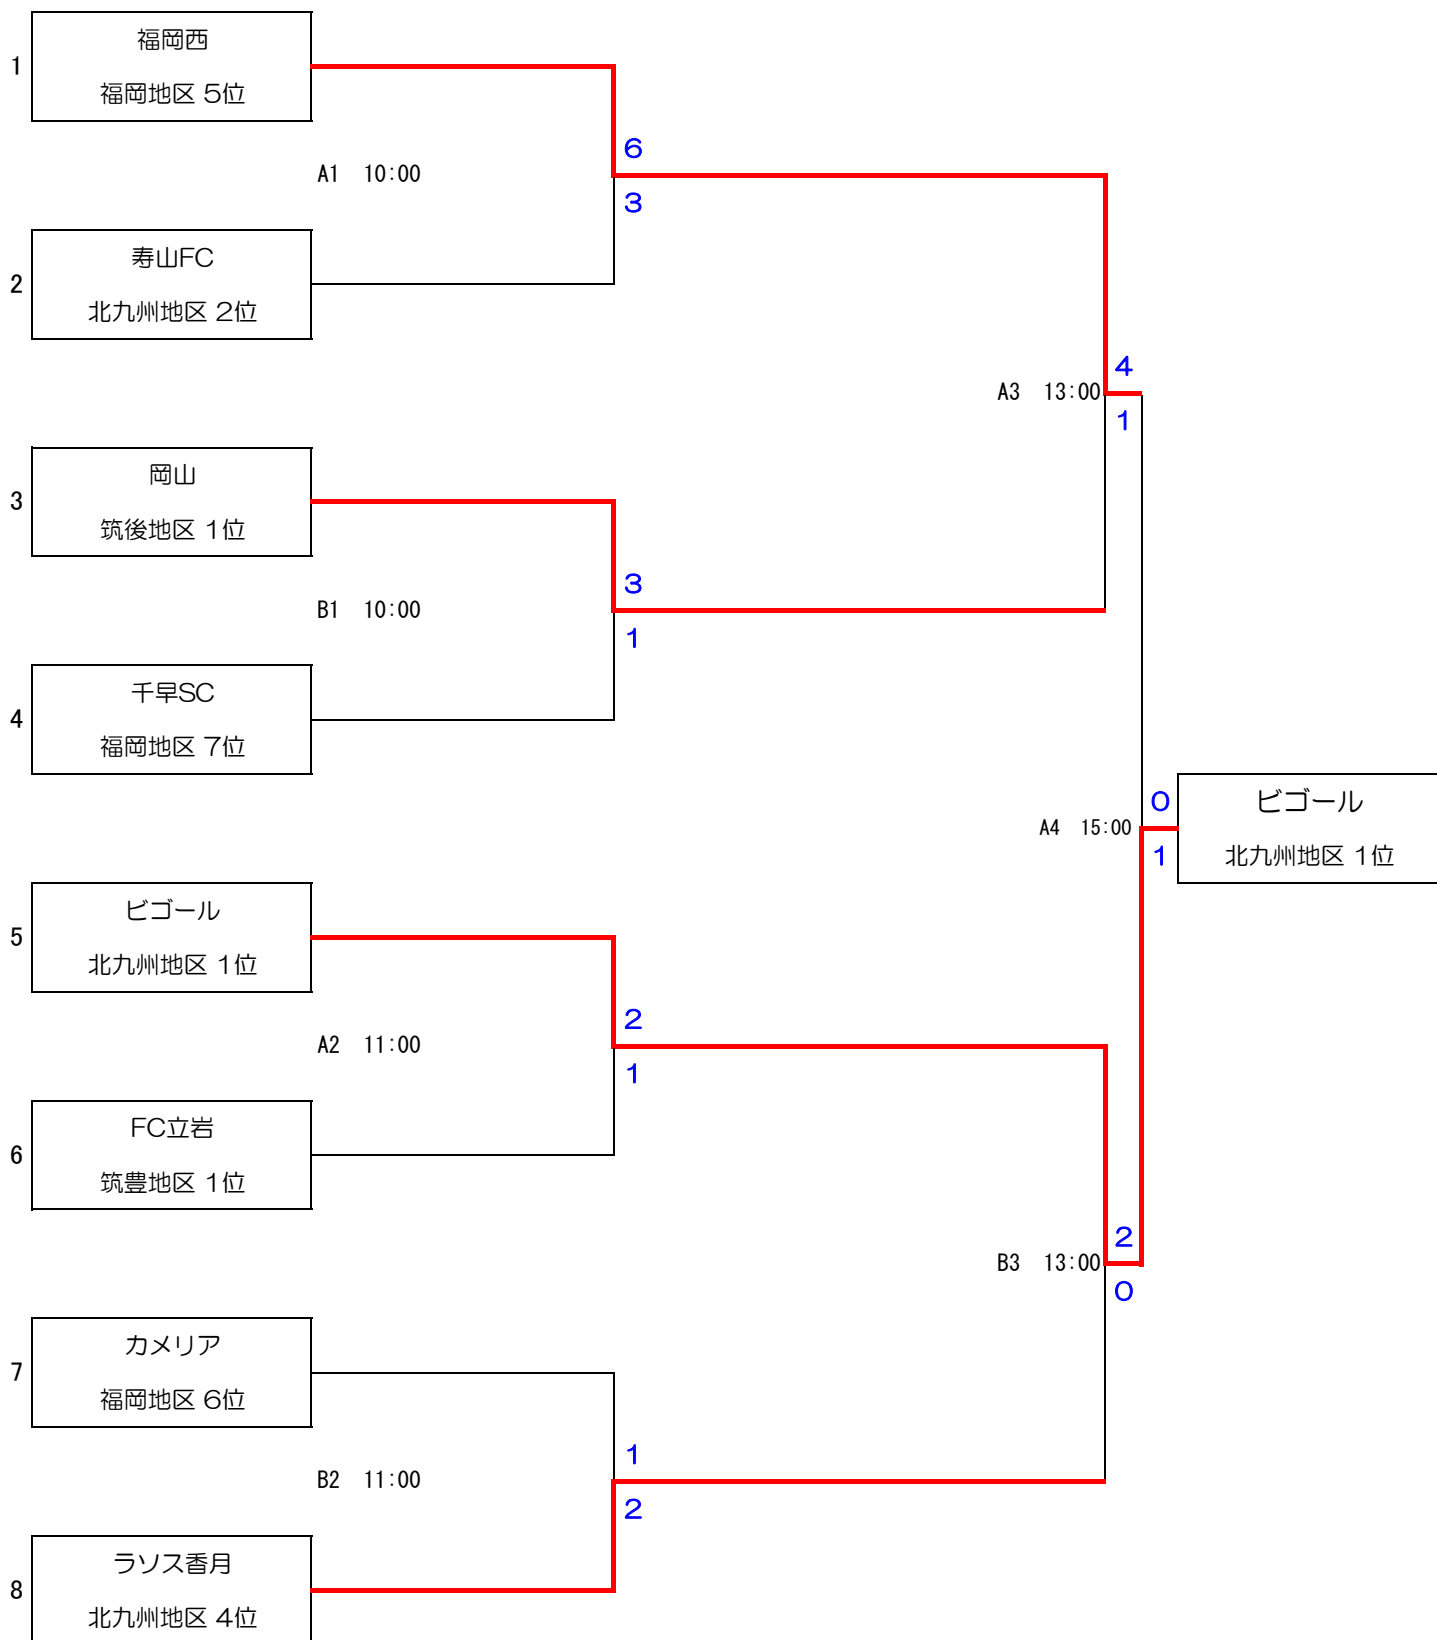 福岡西
1
福岡地区 5位
6
A1 10:00
3
寿山FC
2
北九州地区 2位
4
A3 13:00
1
岡山
3
筑後地区 1位
3
B1 10:00
1
千早SC
4
福岡地区 7位
0
ビゴール
A4 15:00
1
北九州地区 1位
ビゴール
5
北九州地区 1位
2
A2 11:00
1
FC立岩
6
筑豊地区 1位
2
B3 13:00
0
カメリア
7
福岡地区 6位
1
B2 11:00
2
ラソス香月
8
北九州地区 4位